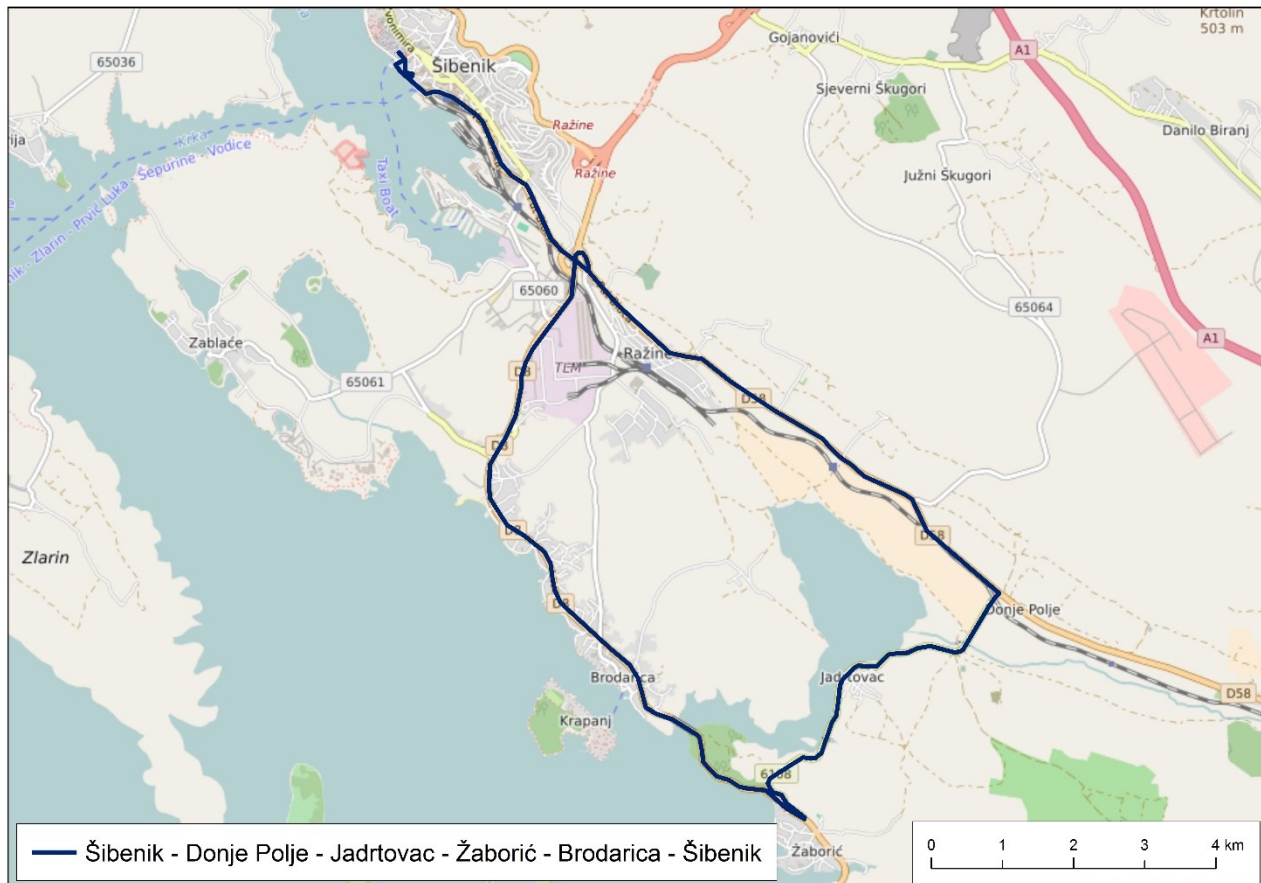 Krtolin
503 m
vonimira
Gojanovići
A1
65036
Šibenik
Sjeverni Škugori
Ražine
Danilo Biranj
rija
Krka
Šibenik - Zlarin - Prvić Luka - Šepurine - Vodice
Taxi Boat
Ražine
Južni Škugori
65060
65064
Zablaće
Ražine
A1
TEM
65061
D8
D58
D8
D8
D58
Zlarin
D8
Donje Polje
Brodarica
Jadrtovac
D58
Krapanj
6108
Žaborić
Šibenik - Donje Polje - Jadrtovac - Žaborić - Brodarica - Šibenik
0 1 2 3 4 km